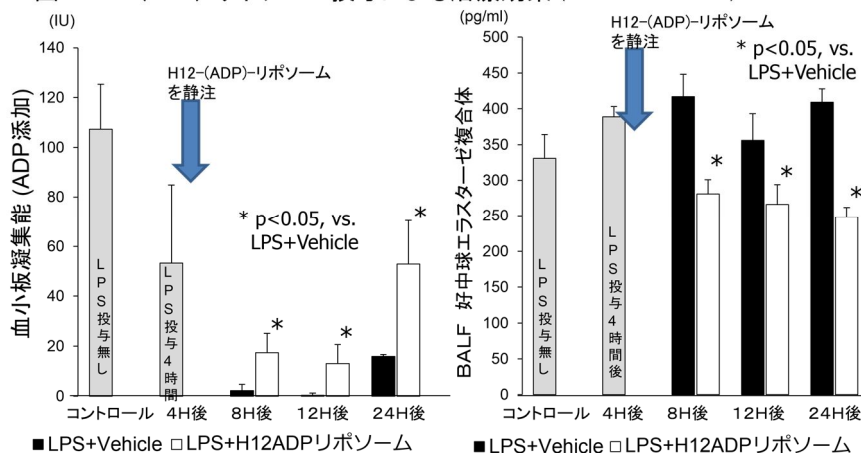 (IU)
血小板凝集能 (ADP添加)
140
120
100
80
60
40
20
0
H12-(ADP)-リポソーム
を静注
* p<0.05, vs.
LPS+Vehicle
*
*
*
LPS投与無し
LPS投与4時間
コントロール 4H後 8H後 12H後 24H後
■LPS+Vehicle □LPS+H12ADPリポソーム
(pg/ml)
BALF 好中球エラスターゼ複合体
500
450
400
350
300
250
200
150
100
50
0
H12-(ADP)-リポソーム
を静注
* p<0.05, vs.
LPS+Vehicle
*
*
*
LPS投与無し
LPS投与4時間後
コントロール 4H後 8H後 12H後 24H後
■LPS+Vehicle □LPS+H12ADPリポソーム